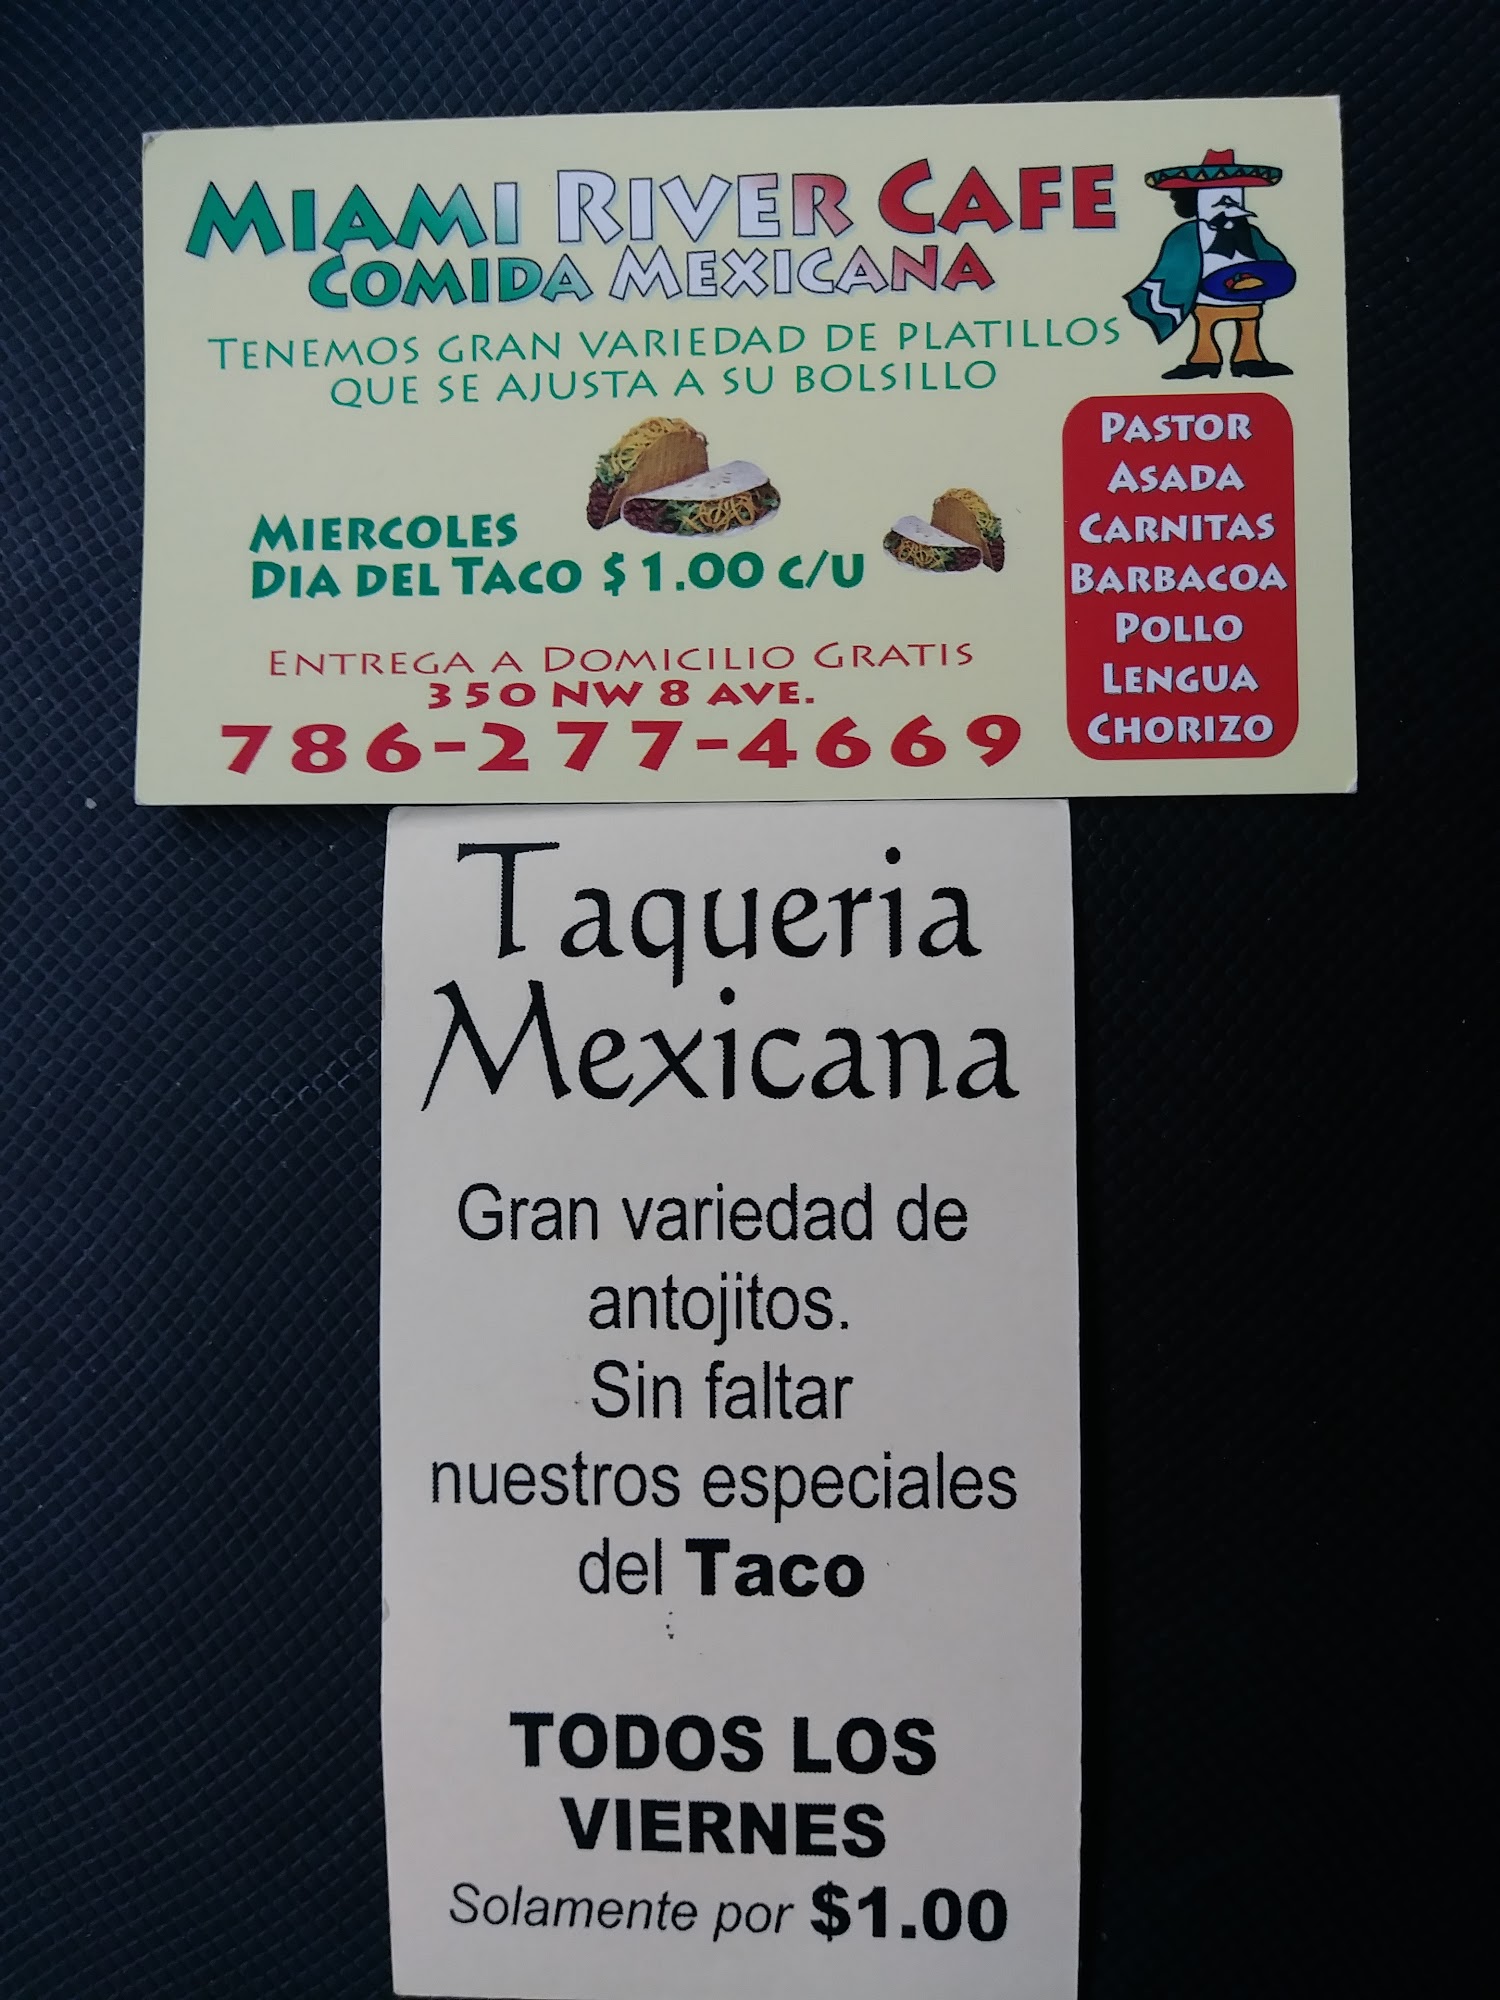 MIAMI RIVER CAFE
COMIDA MEXICANA
TENEMOS GRAN VARIEDAD DE PLATILLOS
QUE SE AJUSTA A SU BOLSILLO
MIERCOLES
DIA DEL TACO $1.00 C/U
ENTREGA A DOMICILIO GRATIS
350 NW 8 AVE.
786-277-4669
PASTOR
ASADA
CARNITAS
BARBACOA
POLLO
LENGUA
CHORIZO
Taqueria
Mexicana
Gran variedad de
antojitos.
Sin faltar
nuestros especiales
del Taco
TODOS LOS
VIERNES
Solamente por $1.00